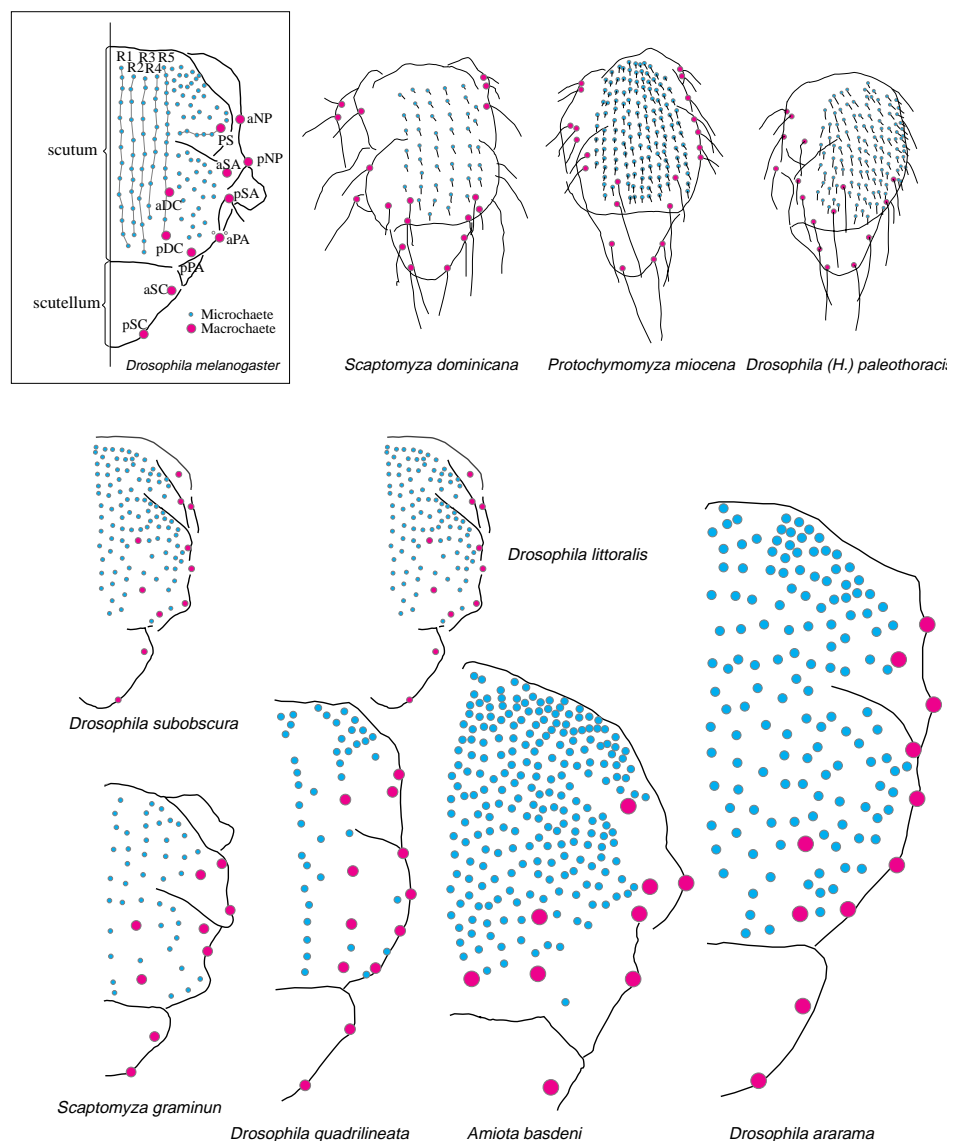 R1 R3 R5
R2 R4
aNP
PS
scutum
pNP
aSA
pSA
aDC
aPA
pDC
pPA
aSC
scutellum
Microchaete
pSC
Macrochaete
Drosophila melanogaster
Scaptomyza dominicana
Protochymomyza miocena
Drosophila (H.) paleothoracis
Drosophila littoralis
Drosophila subobscura
Scaptomyza graminun
Drosophila quadrilineata
Amiota basdeni
Drosophila ararama